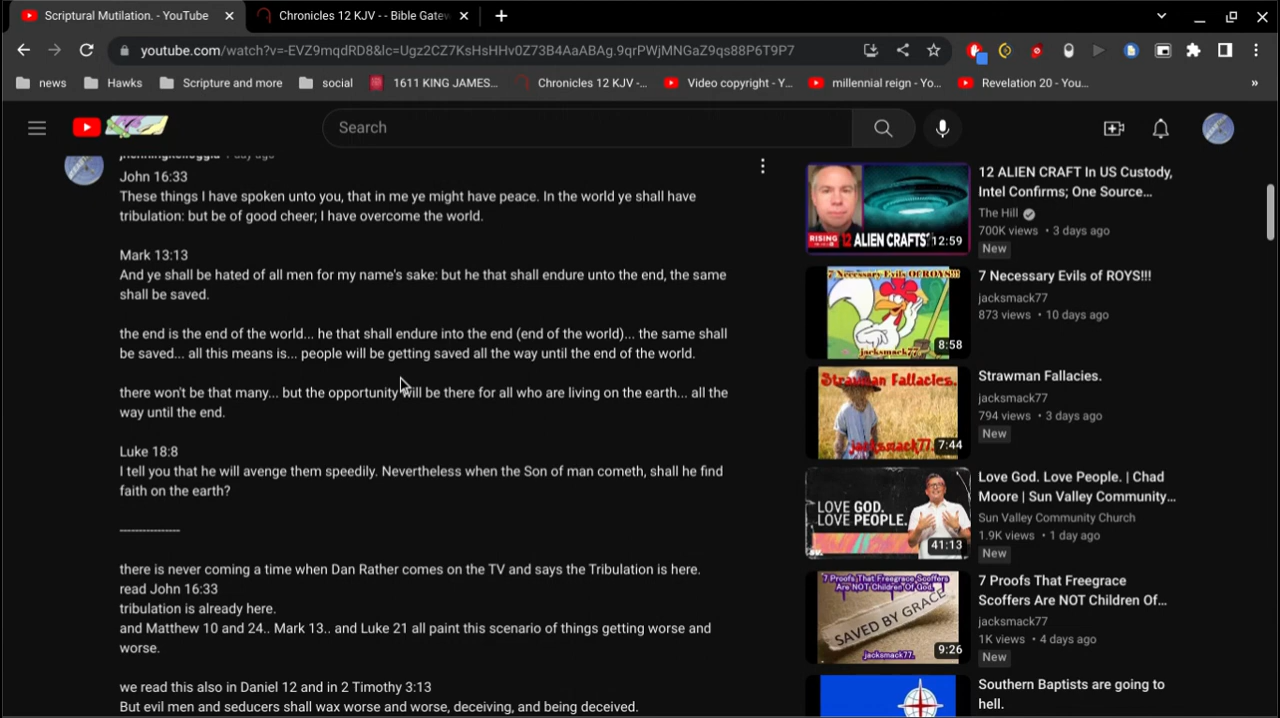 Scriptural Mutilation. - YouTube
Chronicles 12 KJV - - Bible Gatew
youtube.com/watch?v=-EVZ9mqdRD8&lc=Ugz2CZ7KsHsHHv0Z73B4AaABAg.9qrPWjMNGaZ9qs88P6T9P7
news
Hawks
Scripture and more
social
1611 KING JAMES...
Chronicles 12 KJV -...
Video copyright - Y...
millennial reign - Yo...
Revelation 20 - You...
»
Search
John 16:33
These things I have spoken unto you, that in me ye might have peace. In the world ye shall have
tribulation: but be of good cheer; I have overcome the world.
Mark 13:13
And ye shall be hated of all men for my name's sake: but he that shall endure unto the end, the same
shall be saved.
the end is the end of the world... he that shall endure into the end (end of the world)... the same shall
be saved... all this means is... people will be getting saved all the way until the end of the world.
there won't be that many... but the opportunity will be there for all who are living on the earth... all the
way until the end.
Luke 18:8
I tell you that he will avenge them speedily. Nevertheless when the Son of man cometh, shall he find
faith on the earth?
---------------
there is never coming a time when Dan Rather comes on the TV and says the Tribulation is here.
read John 16:33
tribulation is already here.
and Matthew 10 and 24.. Mark 13.. and Luke 21 all paint this scenario of things getting worse and
worse.
we read this also in Daniel 12 and in 2 Timothy 3:13
But evil men and seducers shall wax worse and worse, deceiving, and being deceived.
RISING
12 ALIEN CRAFTS
12:59
12 ALIEN CRAFT In US Custody,
Intel Confirms; One Source...
The Hill
700K views • 3 days ago
New
7 Necessary Evils Of ROYS!!!
jacksmack77.
8:58
7 Necessary Evils of ROYS!!!
jacksmack77
873 views • 10 days ago
Strawman Fallacies.
jacksmack77.
7:44
Strawman Fallacies.
jacksmack77
794 views • 3 days ago
New
LOVE GOD.
LOVE PEOPLE.
41:13
Love God. Love People. | Chad
Moore | Sun Valley Community...
Sun Valley Community Church
1.9K views • 1 day ago
New
7 Proofs That Freegrace
Scoffers Are NOT Children Of God.
SAVED BY GRACE
jacksmack77.
9:26
7 Proofs That Freegrace
Scoffers Are NOT Children Of...
jacksmack77
1K views • 4 days ago
New
Southern Baptists are going to
hell.